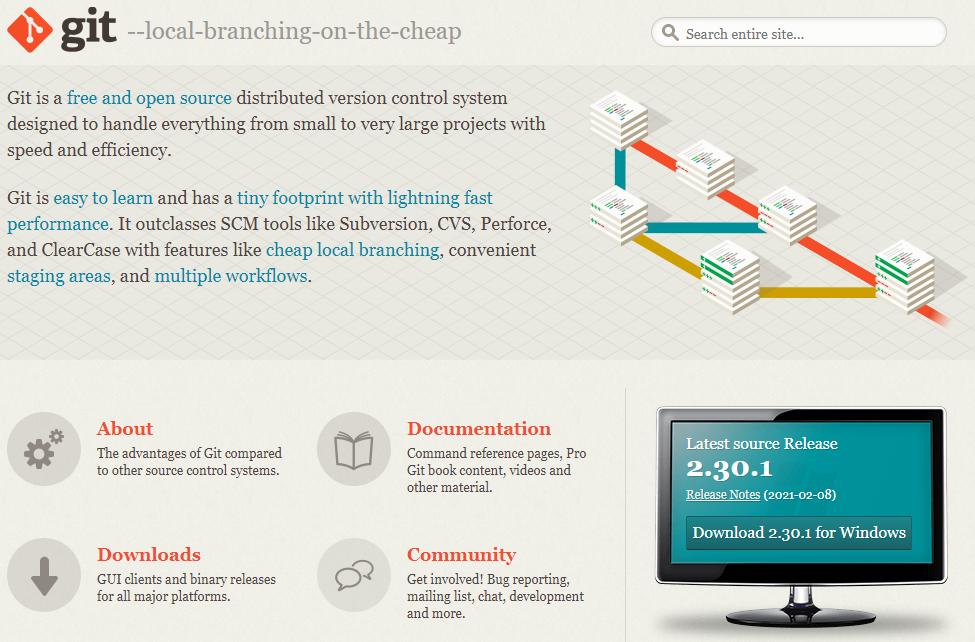 git --local-branching-on-the-cheap
Search entire site...
Git is a free and open source distributed version control system
designed to handle everything from small to very large projects with
speed and efficiency.
Git is easy to learn and has a tiny footprint with lightning fast
performance. It outclasses SCM tools like Subversion, CVS, Perforce,
and ClearCase with features like cheap local branching, convenient
staging areas, and multiple workflows.
About
The advantages of Git compared
to other source control systems.
Documentation
Command reference pages, Pro
Git book content, videos and
other material.
Downloads
GUI clients and binary releases
for all major platforms.
Community
Get involved! Bug reporting,
mailing list, chat, development
and more.
Latest source Release
2.30.1
Release Notes (2021-02-08)
Download 2.30.1 for Windows